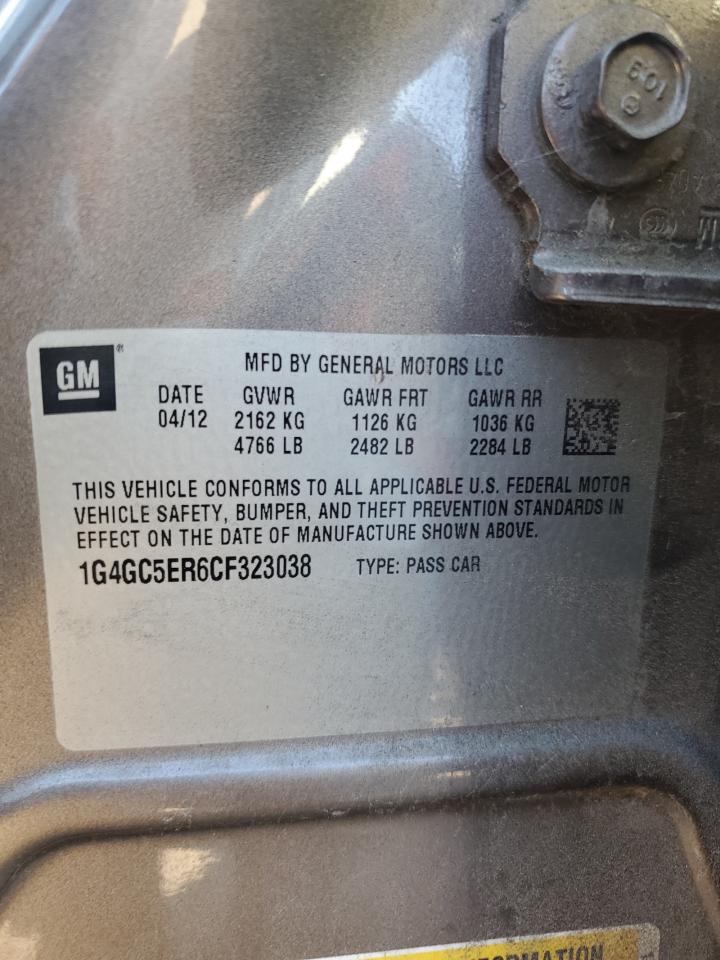 10.9
GM
MFD BY GENERAL MOTORS LLC
DATE GVWR GAWR FRT GAWR RR
04/12 2162 KG 1126 KG 1036 KG
4766 LB 2482 LB 2284 LB
THIS VEHICLE CONFORMS TO ALL APPLICABLE U.S. FEDERAL MOTOR
VEHICLE SAFETY, BUMPER, AND THEFT PREVENTION STANDARDS IN
EFFECT ON THE DATE OF MANUFACTURE SHOWN ABOVE.
1G4GC5ER6CF323038 TYPE: PASS CAR